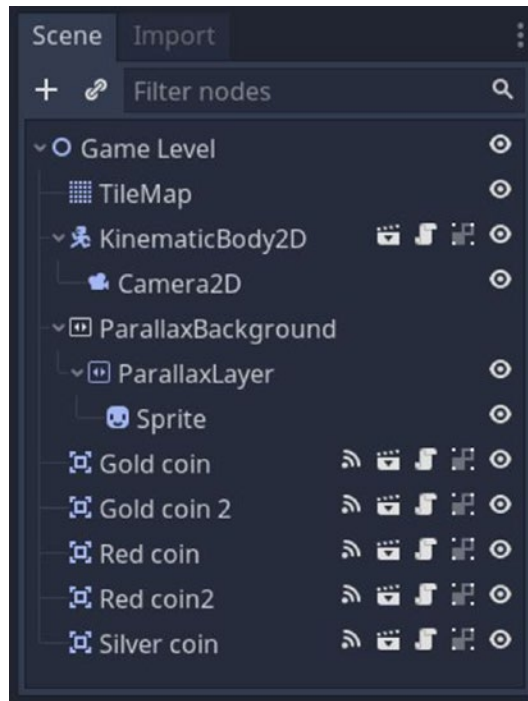 Scene Import
Filter nodes
Game Level
TileMap
KinematicBody2D
Camera2D
ParallaxBackground
ParallaxLayer
Sprite
Gold coin
Gold coin 2
Red coin
Red coin2
Silver coin